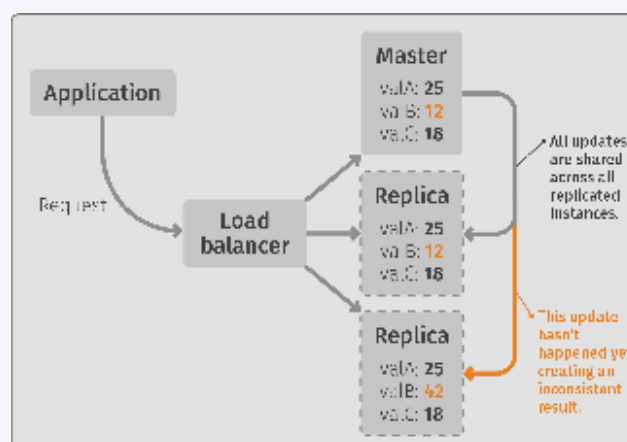 Application
Request
Load
balancer
Master
valA: 25
valB: 12
valC: 18
Replica
valA: 25
valB: 12
valC: 18
Replica
valA: 25
valB: 42
valC: 18
All updates
are shared
across all
replicated
instances.
This update
hasn't
happened yet
creating an
inconsistent
result.